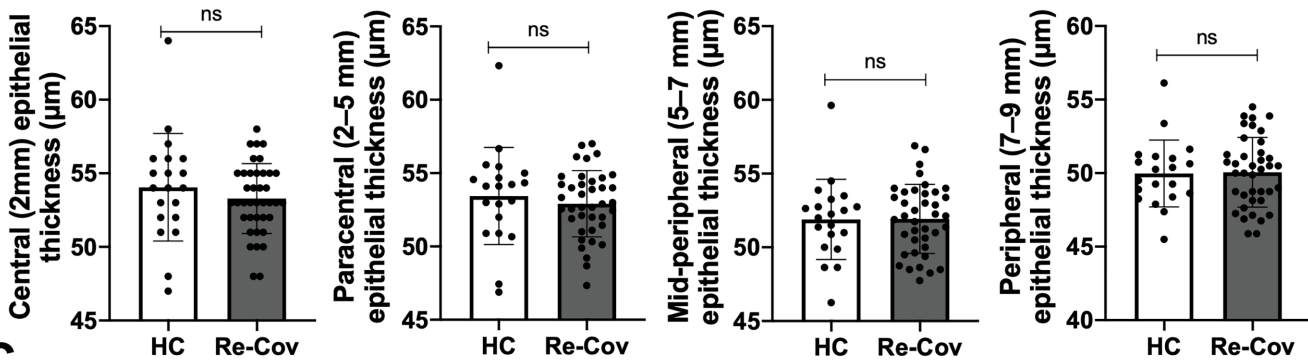 Central (2mm) epithelial
thickness (µm)
65
60
55
50
45
ns
HC
Re-Cov
Paracentral (2–5 mm)
epithelial thickness (µm)
65
60
55
50
45
ns
HC
Re-Cov
Mid-peripheral (5–7 mm)
epithelial thickness (µm)
65
60
55
50
45
ns
HC
Re-Cov
Peripheral (7–9 mm)
epithelial thickness (µm)
60
55
50
45
40
ns
HC
Re-Cov